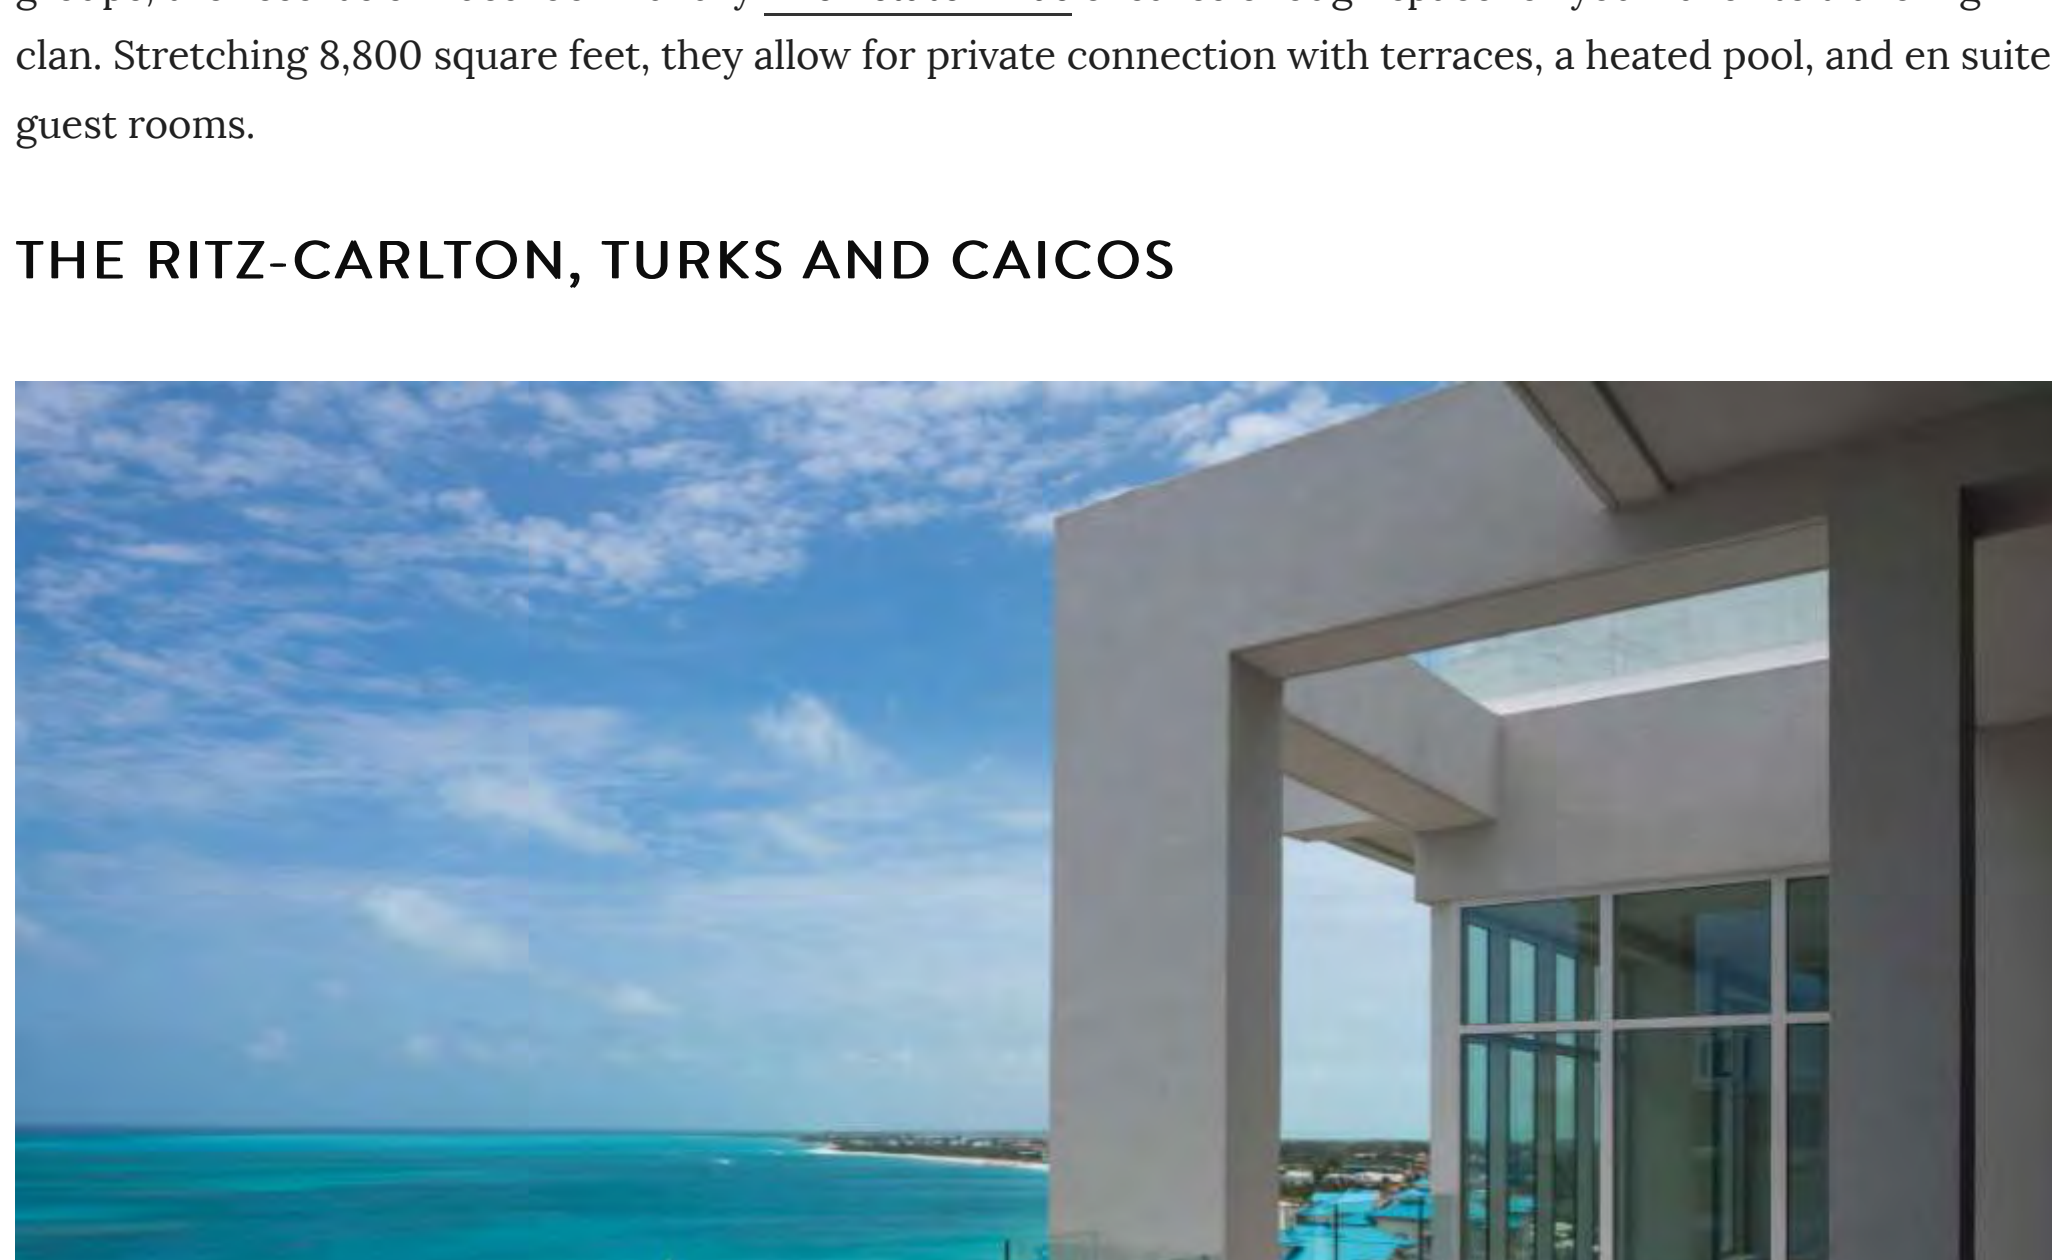 clan. Stretching 8,800 square feet, they allow for private connection with terraces, a heated pool, and en suite
guest rooms.
THE RITZ-CARLTON, TURKS AND CAICOS